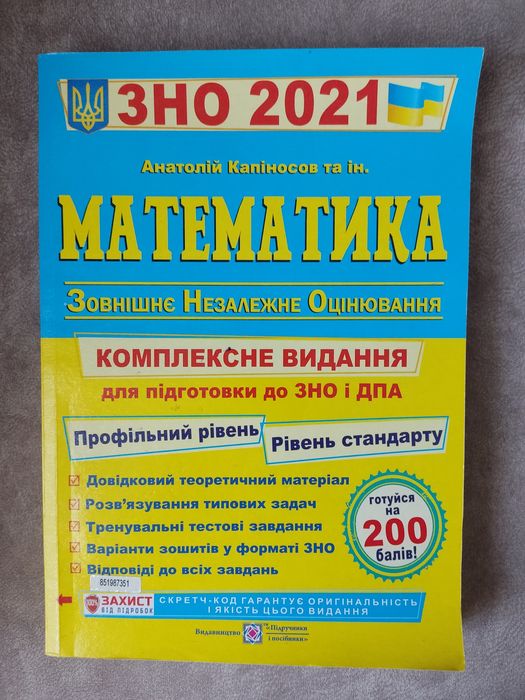 ЗНО 2021
Анатолій Капіносов та ін.
МАТЕМАТИКА
ЗОВНІШНЄ НЕЗАЛЕЖНЕ ОЦІНЮВАННЯ
КОМПЛЕКСНЕ ВИДАННЯ
для підготовки до ЗНО і ДПА
Профільний рівень
Рівень стандарту
Довідковий теоретичний матеріал
Розв'язування типових задач
Тренувальні тестові завдання
Варіанти зошитів у форматі ЗНО
Відповіді до всіх завдань
готуйся
на
200
балів!
851987351
100%
ЗАХИСТ
ВІД ПІДРОБОК
СКРЕТЧ-КОД ГАРАНТУЄ ОРИГІНАЛЬНІСТЬ
І ЯКІСТЬ ЦЬОГО ВИДАННЯ
Видавництво «Підручники
і посібники»